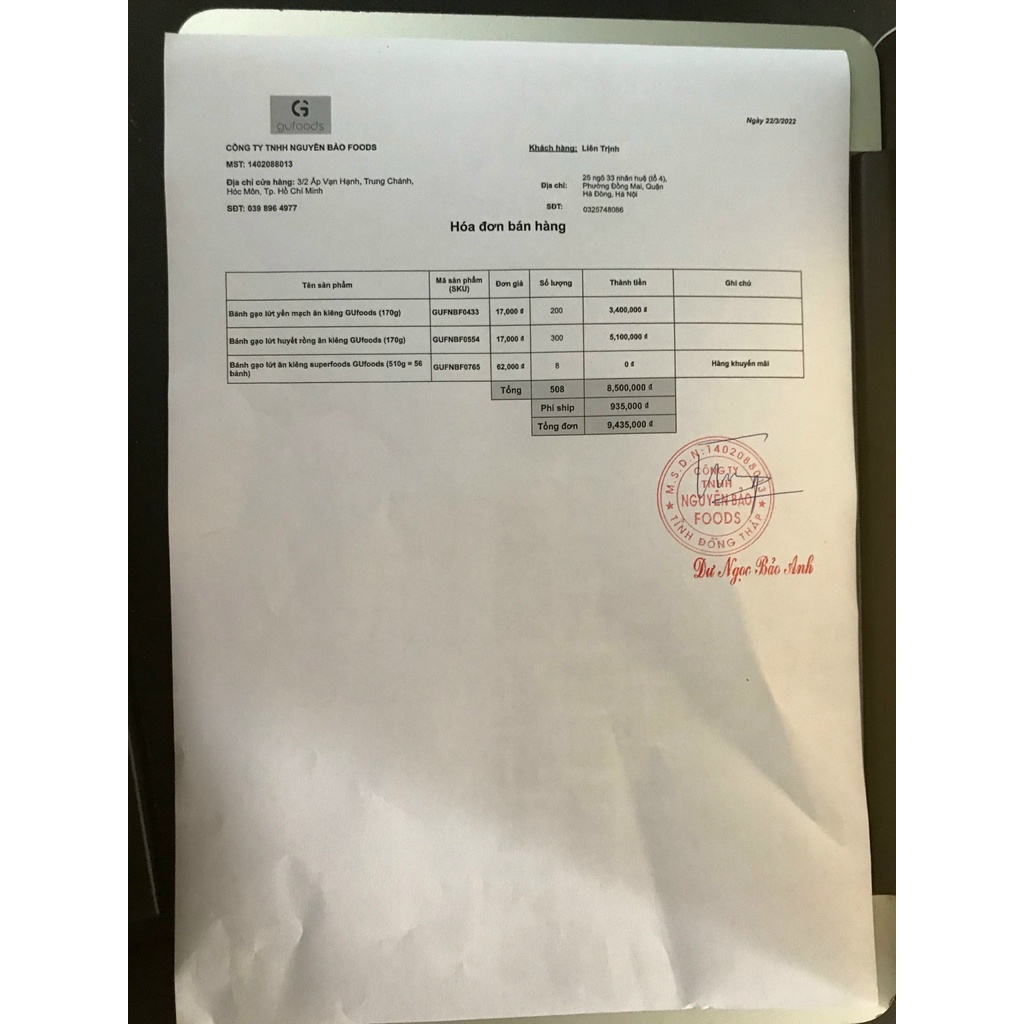 G
gufoods
Ngày 22/3/2022
CÔNG TY TNHH NGUYÊN BẢO FOODS
MST: 1402088013
Địa chỉ cửa hàng: 3/2 Ấp Vạn Hạnh, Trung Chánh,
Hóc Môn, Tp. Hồ Chí Minh
SĐT: 039 896 4977
Khách hàng: Liên Trịnh
Địa chỉ: 25 ngõ 33 nhân huệ (tổ 4),
Phường Đồng Mai, Quận
Hà Đông, Hà Nội
SĐT: 0325748086
Hóa đơn bán hàng
Tên sản phẩm Mã sản phẩm (SKU) Đơn giá Số lượng Thành tiền Ghi chú
Bánh gạo lứt yến mạch ăn kiêng GUfoods (170g) GUFNBF0433 17,000 đ 200 3,400,000 đ
Bánh gạo lứt huyết rồng ăn kiêng GUfoods (170g) GUFNBF0554 17,000 đ 300 5,100,000 đ
Bánh gạo lứt ăn kiêng superfoods GUfoods (510g = 56 bánh) GUFNBF0765 62,000 đ 8 0 đ Hàng khuyến mãi
Tổng 508 8,500,000 đ
Phí ship 935,000 đ
Tổng đơn 9,435,000 đ
M.S.D.N:1402088013
CÔNG TY
TNHH
NGUYÊN BẢO
FOODS
TỈNH ĐỒNG THÁP
Dư Ngọc Bảo Anh